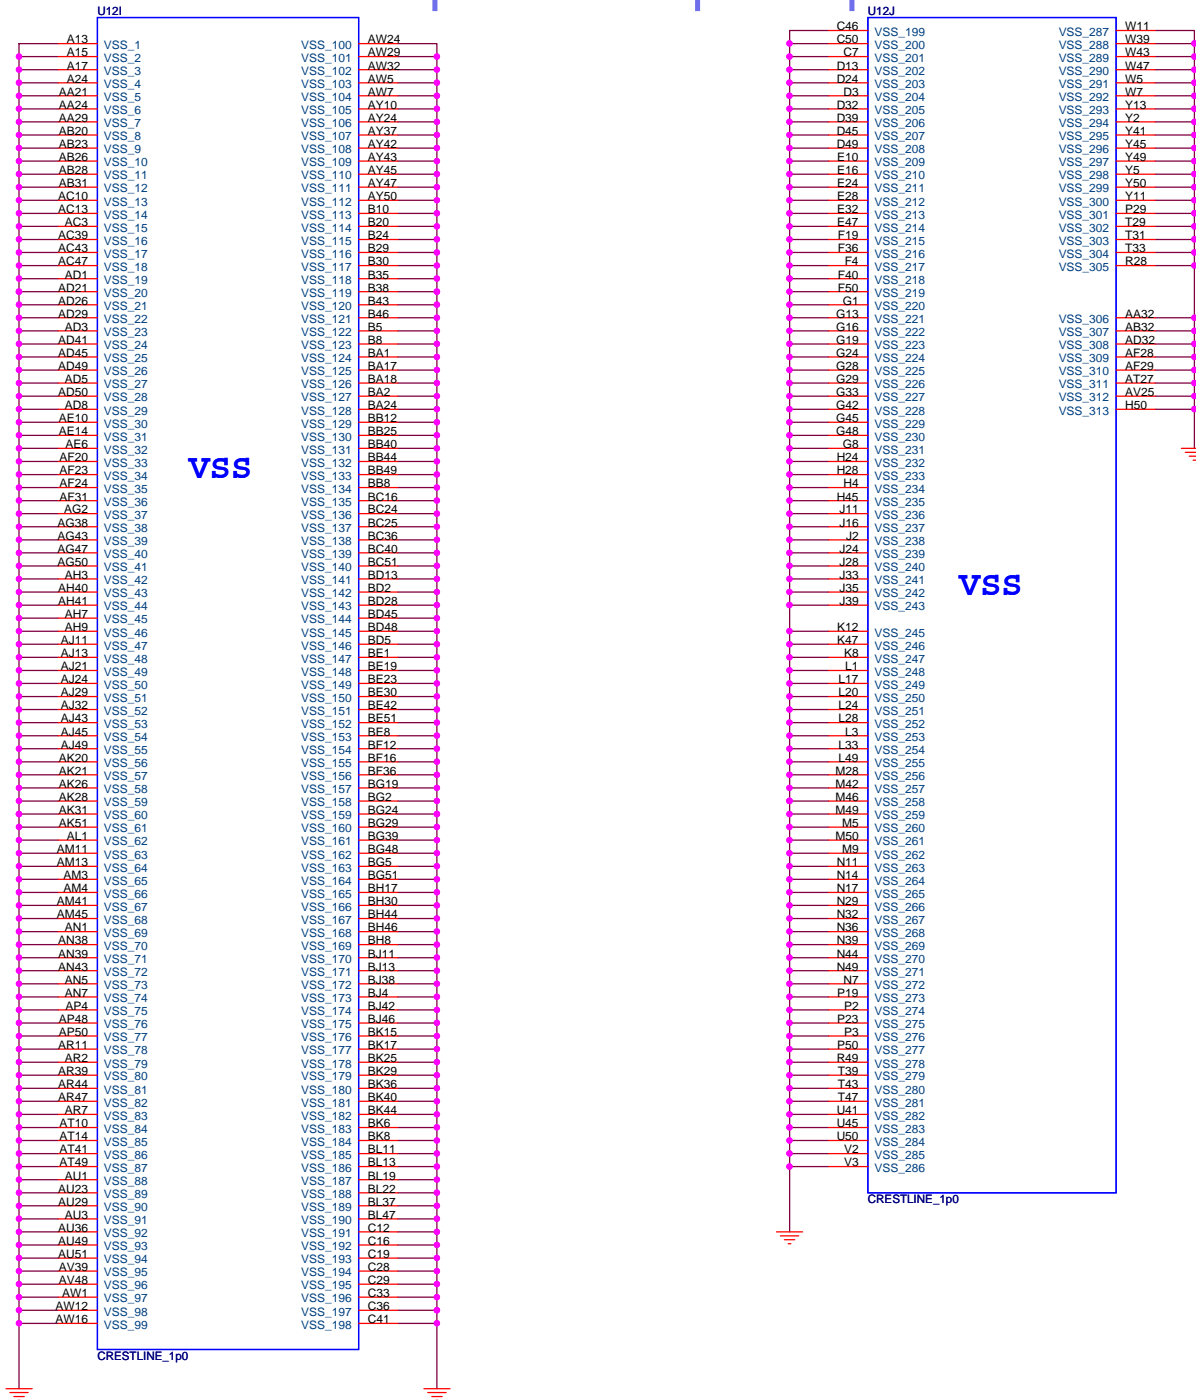 U12I
A13 VSS_1 VSS_100 AW24
A15 VSS_2 VSS_101 AW29
A17 VSS_3 VSS_102 AW32
A24 VSS_4 VSS_103 AW5
AA21 VSS_5 VSS_104 AW7
AA24 VSS_6 VSS_105 AY10
AA29 VSS_7 VSS_106 AY24
AB20 VSS_8 VSS_107 AY37
AB23 VSS_9 VSS_108 AY42
AB26 VSS_10 VSS_109 AY43
AB28 VSS_11 VSS_110 AY45
AB31 VSS_12 VSS_111 AY47
AC10 VSS_13 VSS_112 AY50
AC13 VSS_14 VSS_113 B10
AC3 VSS_15 VSS_114 B20
AC39 VSS_16 VSS_115 B24
AC43 VSS_17 VSS_116 B29
AC47 VSS_18 VSS_117 B30
AD1 VSS_19 VSS_118 B35
AD21 VSS_20 VSS_119 B38
AD26 VSS_21 VSS_120 B43
AD29 VSS_22 VSS_121 B46
AD3 VSS_23 VSS_122 B5
AD41 VSS_24 VSS_123 B8
AD45 VSS_25 VSS_124 BA1
AD49 VSS_26 VSS_125 BA17
AD5 VSS_27 VSS_126 BA18
AD50 VSS_28 VSS_127 BA2
AD8 VSS_29 VSS_128 BA24
AE10 VSS_30 VSS_129 BB12
AE14 VSS_31 VSS_130 BB25
AE6 VSS_32 VSS_131 BB40
AF20 VSS_33 VSS_132 BB44
AF23 VSS_34 VSS_133 BB49
AF24 VSS_35 VSS_134 BB8
AF31 VSS_36 VSS_135 BC16
AG2 VSS_37 VSS_136 BC24
AG38 VSS_38 VSS_137 BC25
AG43 VSS_39 VSS_138 BC36
AG47 VSS_40 VSS_139 BC40
AG50 VSS_41 VSS_140 BC51
AH3 VSS_42 VSS_141 BD13
AH40 VSS_43 VSS_142 BD2
AH41 VSS_44 VSS_143 BD28
AH7 VSS_45 VSS_144 BD45
AH9 VSS_46 VSS_145 BD48
AJ11 VSS_47 VSS_146 BD5
AJ13 VSS_48 VSS_147 BE1
AJ21 VSS_49 VSS_148 BE19
AJ24 VSS_50 VSS_149 BE23
AJ29 VSS_51 VSS_150 BE30
AJ32 VSS_52 VSS_151 BE42
AJ43 VSS_53 VSS_152 BE51
AJ45 VSS_54 VSS_153 BE8
AJ49 VSS_55 VSS_154 BF12
AK20 VSS_56 VSS_155 BF16
AK21 VSS_57 VSS_156 BF36
AK26 VSS_58 VSS_157 BG19
AK28 VSS_59 VSS_158 BG2
AK31 VSS_60 VSS_159 BG24
AK51 VSS_61 VSS_160 BG29
AL1 VSS_62 VSS_161 BG39
AM11 VSS_63 VSS_162 BG48
AM13 VSS_64 VSS_163 BG5
AM3 VSS_65 VSS_164 BG51
AM4 VSS_66 VSS_165 BH17
AM41 VSS_67 VSS_166 BH30
AM45 VSS_68 VSS_167 BH44
AN1 VSS_69 VSS_168 BH46
AN38 VSS_70 VSS_169 BH8
AN39 VSS_71 VSS_170 BJ11
AN43 VSS_72 VSS_171 BJ13
AN5 VSS_73 VSS_172 BJ38
AN7 VSS_74 VSS_173 BJ4
AP4 VSS_75 VSS_174 BJ42
AP48 VSS_76 VSS_175 BJ46
AP50 VSS_77 VSS_176 BK15
AR11 VSS_78 VSS_177 BK17
AR2 VSS_79 VSS_178 BK25
AR39 VSS_80 VSS_179 BK29
AR44 VSS_81 VSS_180 BK36
AR47 VSS_82 VSS_181 BK40
AR7 VSS_83 VSS_182 BK44
AT10 VSS_84 VSS_183 BK6
AT14 VSS_85 VSS_184 BK8
AT41 VSS_86 VSS_185 BL11
AT49 VSS_87 VSS_186 BL13
AU1 VSS_88 VSS_187 BL19
AU23 VSS_89 VSS_188 BL22
AU29 VSS_90 VSS_189 BL37
AU3 VSS_91 VSS_190 BL47
AU36 VSS_92 VSS_191 C12
AU49 VSS_93 VSS_192 C16
AU51 VSS_94 VSS_193 C19
AV39 VSS_95 VSS_194 C28
AV48 VSS_96 VSS_195 C29
AW1 VSS_97 VSS_196 C33
AW12 VSS_98 VSS_197 C36
AW16 VSS_99 VSS_198 C41
VSS
CRESTLINE_1p0
U12J
C46 VSS_199 VSS_287 W11
C50 VSS_200 VSS_288 W39
C7 VSS_201 VSS_289 W43
D13 VSS_202 VSS_290 W47
D24 VSS_203 VSS_291 W5
D3 VSS_204 VSS_292 W7
D32 VSS_205 VSS_293 Y13
D39 VSS_206 VSS_294 Y2
D45 VSS_207 VSS_295 Y41
D49 VSS_208 VSS_296 Y45
E10 VSS_209 VSS_297 Y49
E16 VSS_210 VSS_298 Y5
E24 VSS_211 VSS_299 Y50
E28 VSS_212 VSS_300 Y11
E32 VSS_213 VSS_301 P29
E47 VSS_214 VSS_302 T29
F19 VSS_215 VSS_303 T31
F36 VSS_216 VSS_304 T33
F4 VSS_217 VSS_305 R28
F40 VSS_218
F50 VSS_219
G1 VSS_220
G13 VSS_221 VSS_306 AA32
G16 VSS_222 VSS_307 AB32
G19 VSS_223 VSS_308 AD32
G24 VSS_224 VSS_309 AF28
G28 VSS_225 VSS_310 AF29
G29 VSS_226 VSS_311 AT27
G33 VSS_227 VSS_312 AV25
G42 VSS_228 VSS_313 H50
G45 VSS_229
G48 VSS_230
G8 VSS_231
H24 VSS_232
H28 VSS_233
H4 VSS_234
H45 VSS_235
J11 VSS_236
J16 VSS_237
J2 VSS_238
J24 VSS_239
J28 VSS_240
J33 VSS_241
J35 VSS_242
J39 VSS_243
VSS
K12 VSS_245
K47 VSS_246
K8 VSS_247
L1 VSS_248
L17 VSS_249
L20 VSS_250
L24 VSS_251
L28 VSS_252
L3 VSS_253
L33 VSS_254
L49 VSS_255
M28 VSS_256
M42 VSS_257
M46 VSS_258
M49 VSS_259
M5 VSS_260
M50 VSS_261
M9 VSS_262
N11 VSS_263
N14 VSS_264
N17 VSS_265
N29 VSS_266
N32 VSS_267
N36 VSS_268
N39 VSS_269
N44 VSS_270
N49 VSS_271
N7 VSS_272
P19 VSS_273
P2 VSS_274
P23 VSS_275
P3 VSS_276
P50 VSS_277
R49 VSS_278
T39 VSS_279
T43 VSS_280
T47 VSS_281
U41 VSS_282
U45 VSS_283
U50 VSS_284
V2 VSS_285
V3 VSS_286
CRESTLINE_1p0